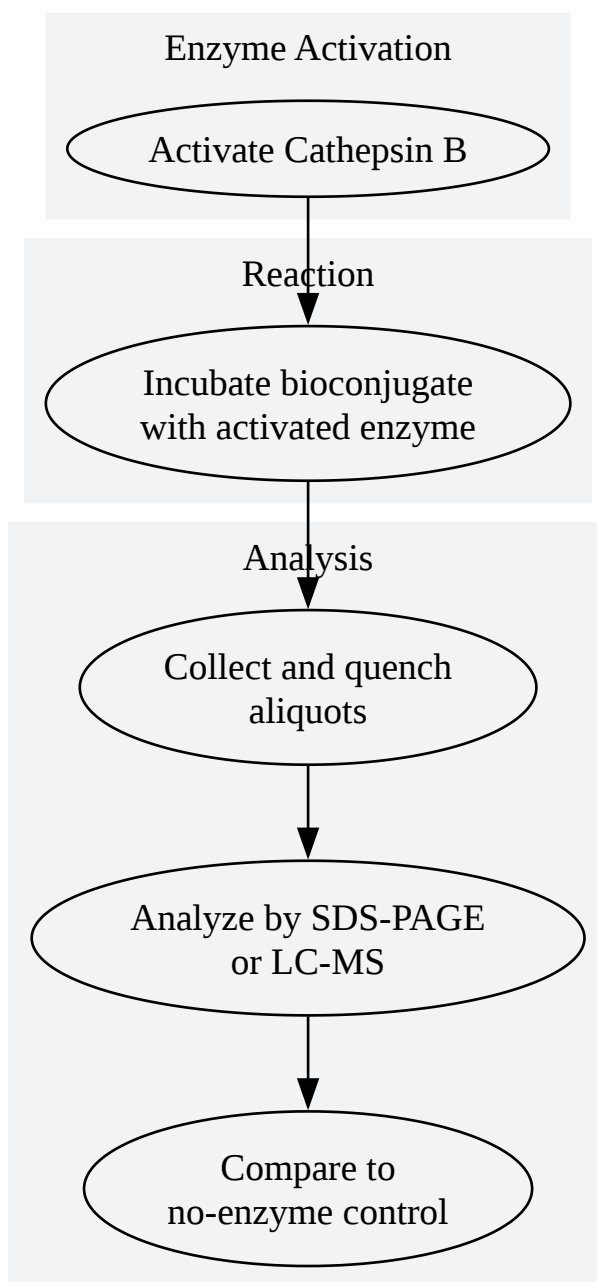 Enzyme Activation
Activate Cathepsin B
Reaction
Incubate bioconjugate
with activated enzyme
Analysis
Collect and quench
aliquots
Analyze by SDS-PAGE
or LC-MS
Compare to
no-enzyme control